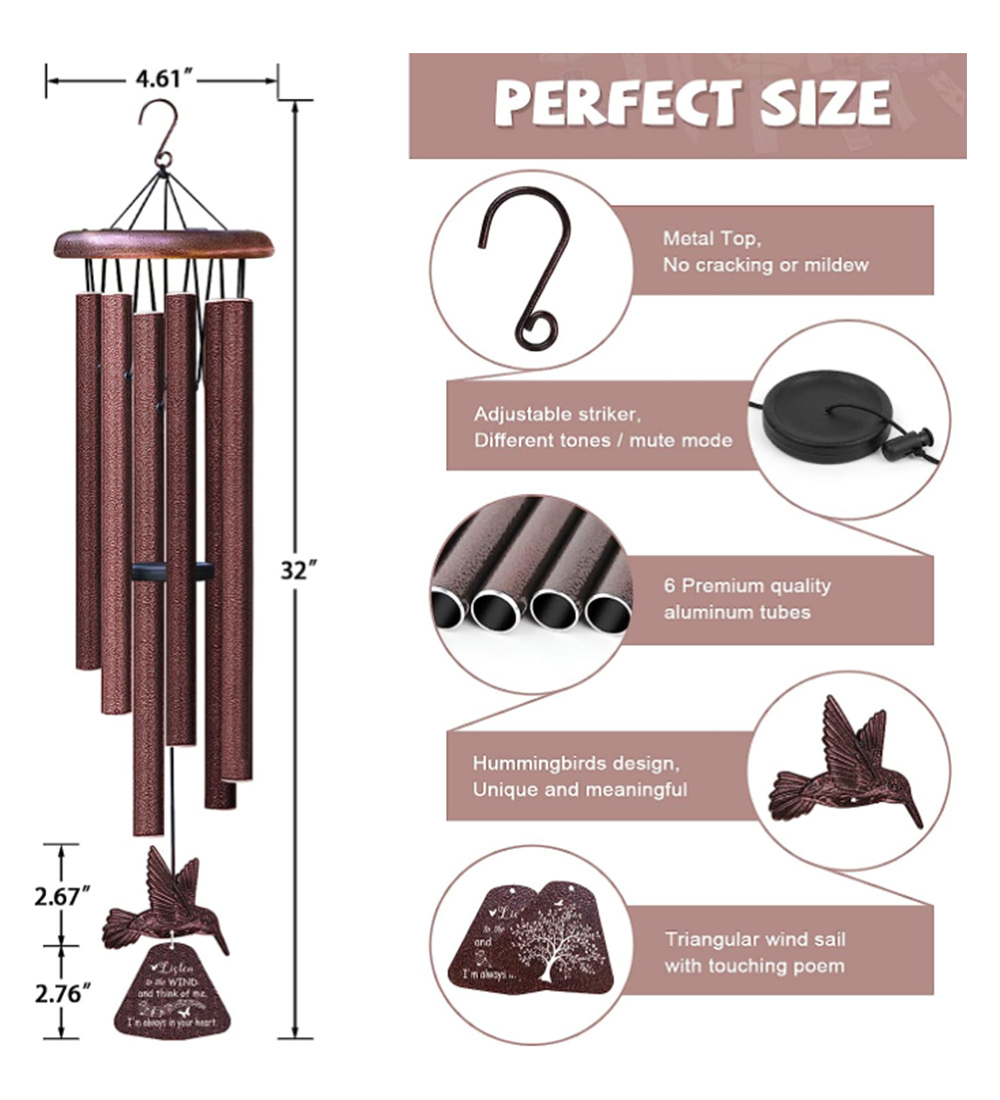 4.61"
PERFECT SIZE
Metal Top,
No cracking or mildew
Adjustable striker,
Different tones / mute mode
32"
6 Premium quality
aluminum tubes
Hummingbirds design,
Unique and meaningful
2.67"
2.76"
Listen
to the WIND
and think of me.
I'm always in your heart.
Li
to the
and
I'm always
Triangular wind sail
with touching poem